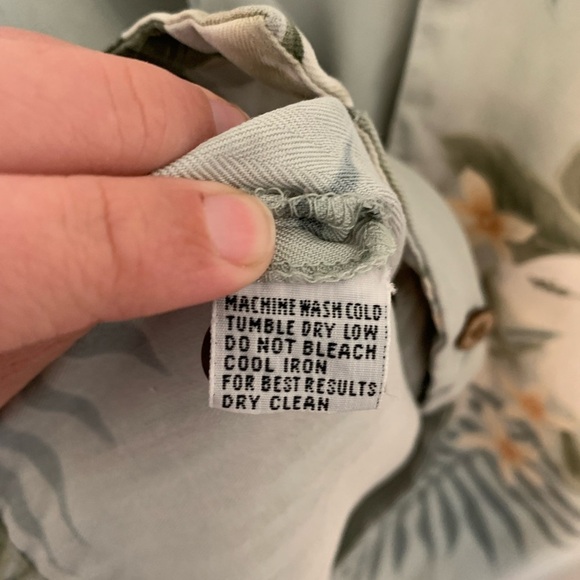 MACHINE WASH COLD
TUMBLE DRY LOW
DO NOT BLEACH
COOL IRON
FOR BEST RESULTS
DRY CLEAN